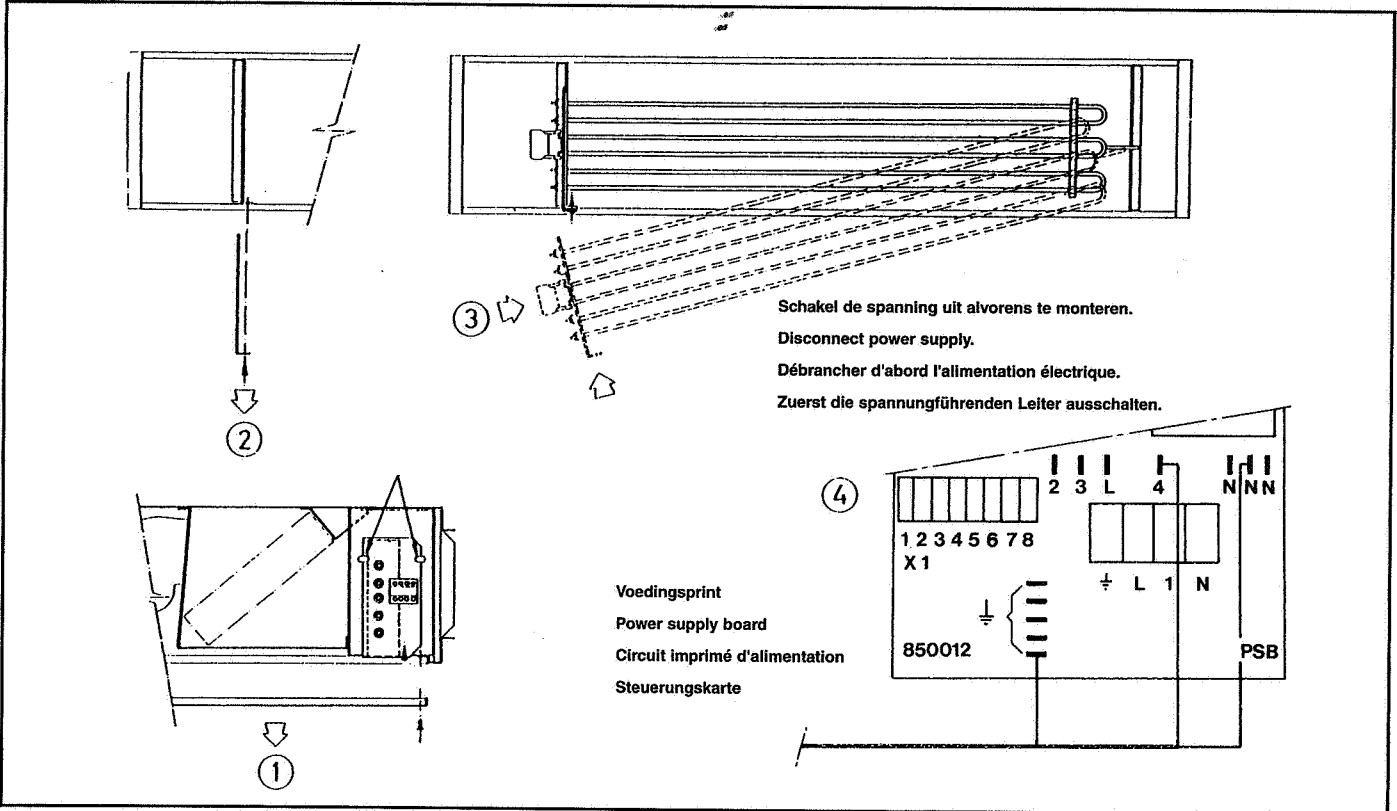 Schakel de spanning uit alvorens te monteren.
Disconnect power supply.
Débrancher d'abord l'alimentation électrique.
Zuerst die spannungführenden Leiter ausschalten.
3
2
1
4
2 3 L 4 N N N
1 2 3 4 5 6 7 8
X1
L 1 N
850012
PSB
Voedingsprint
Power supply board
Circuit imprimé d'alimentation
Steuerungskarte